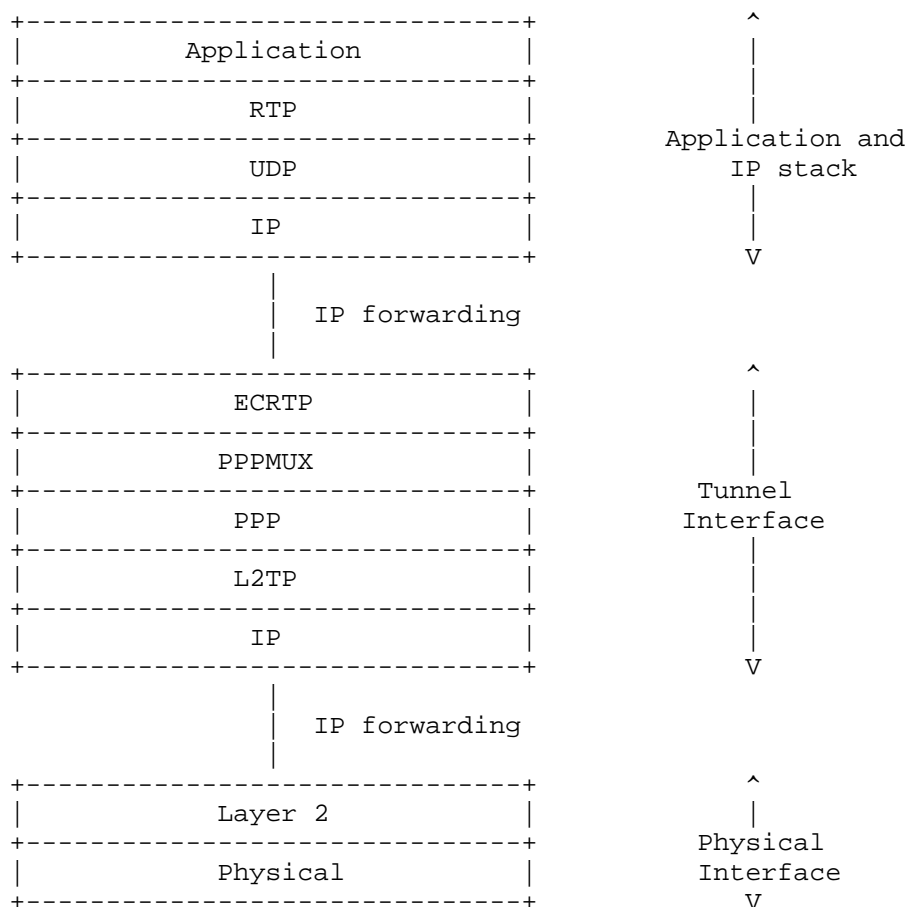 Application
RTP
UDP
IP
Application and
IP stack
IP forwarding
ECRTP
PPPMUX
PPP
L2TP
IP
Tunnel
Interface
IP forwarding
Layer 2
Physical
Physical
Interface